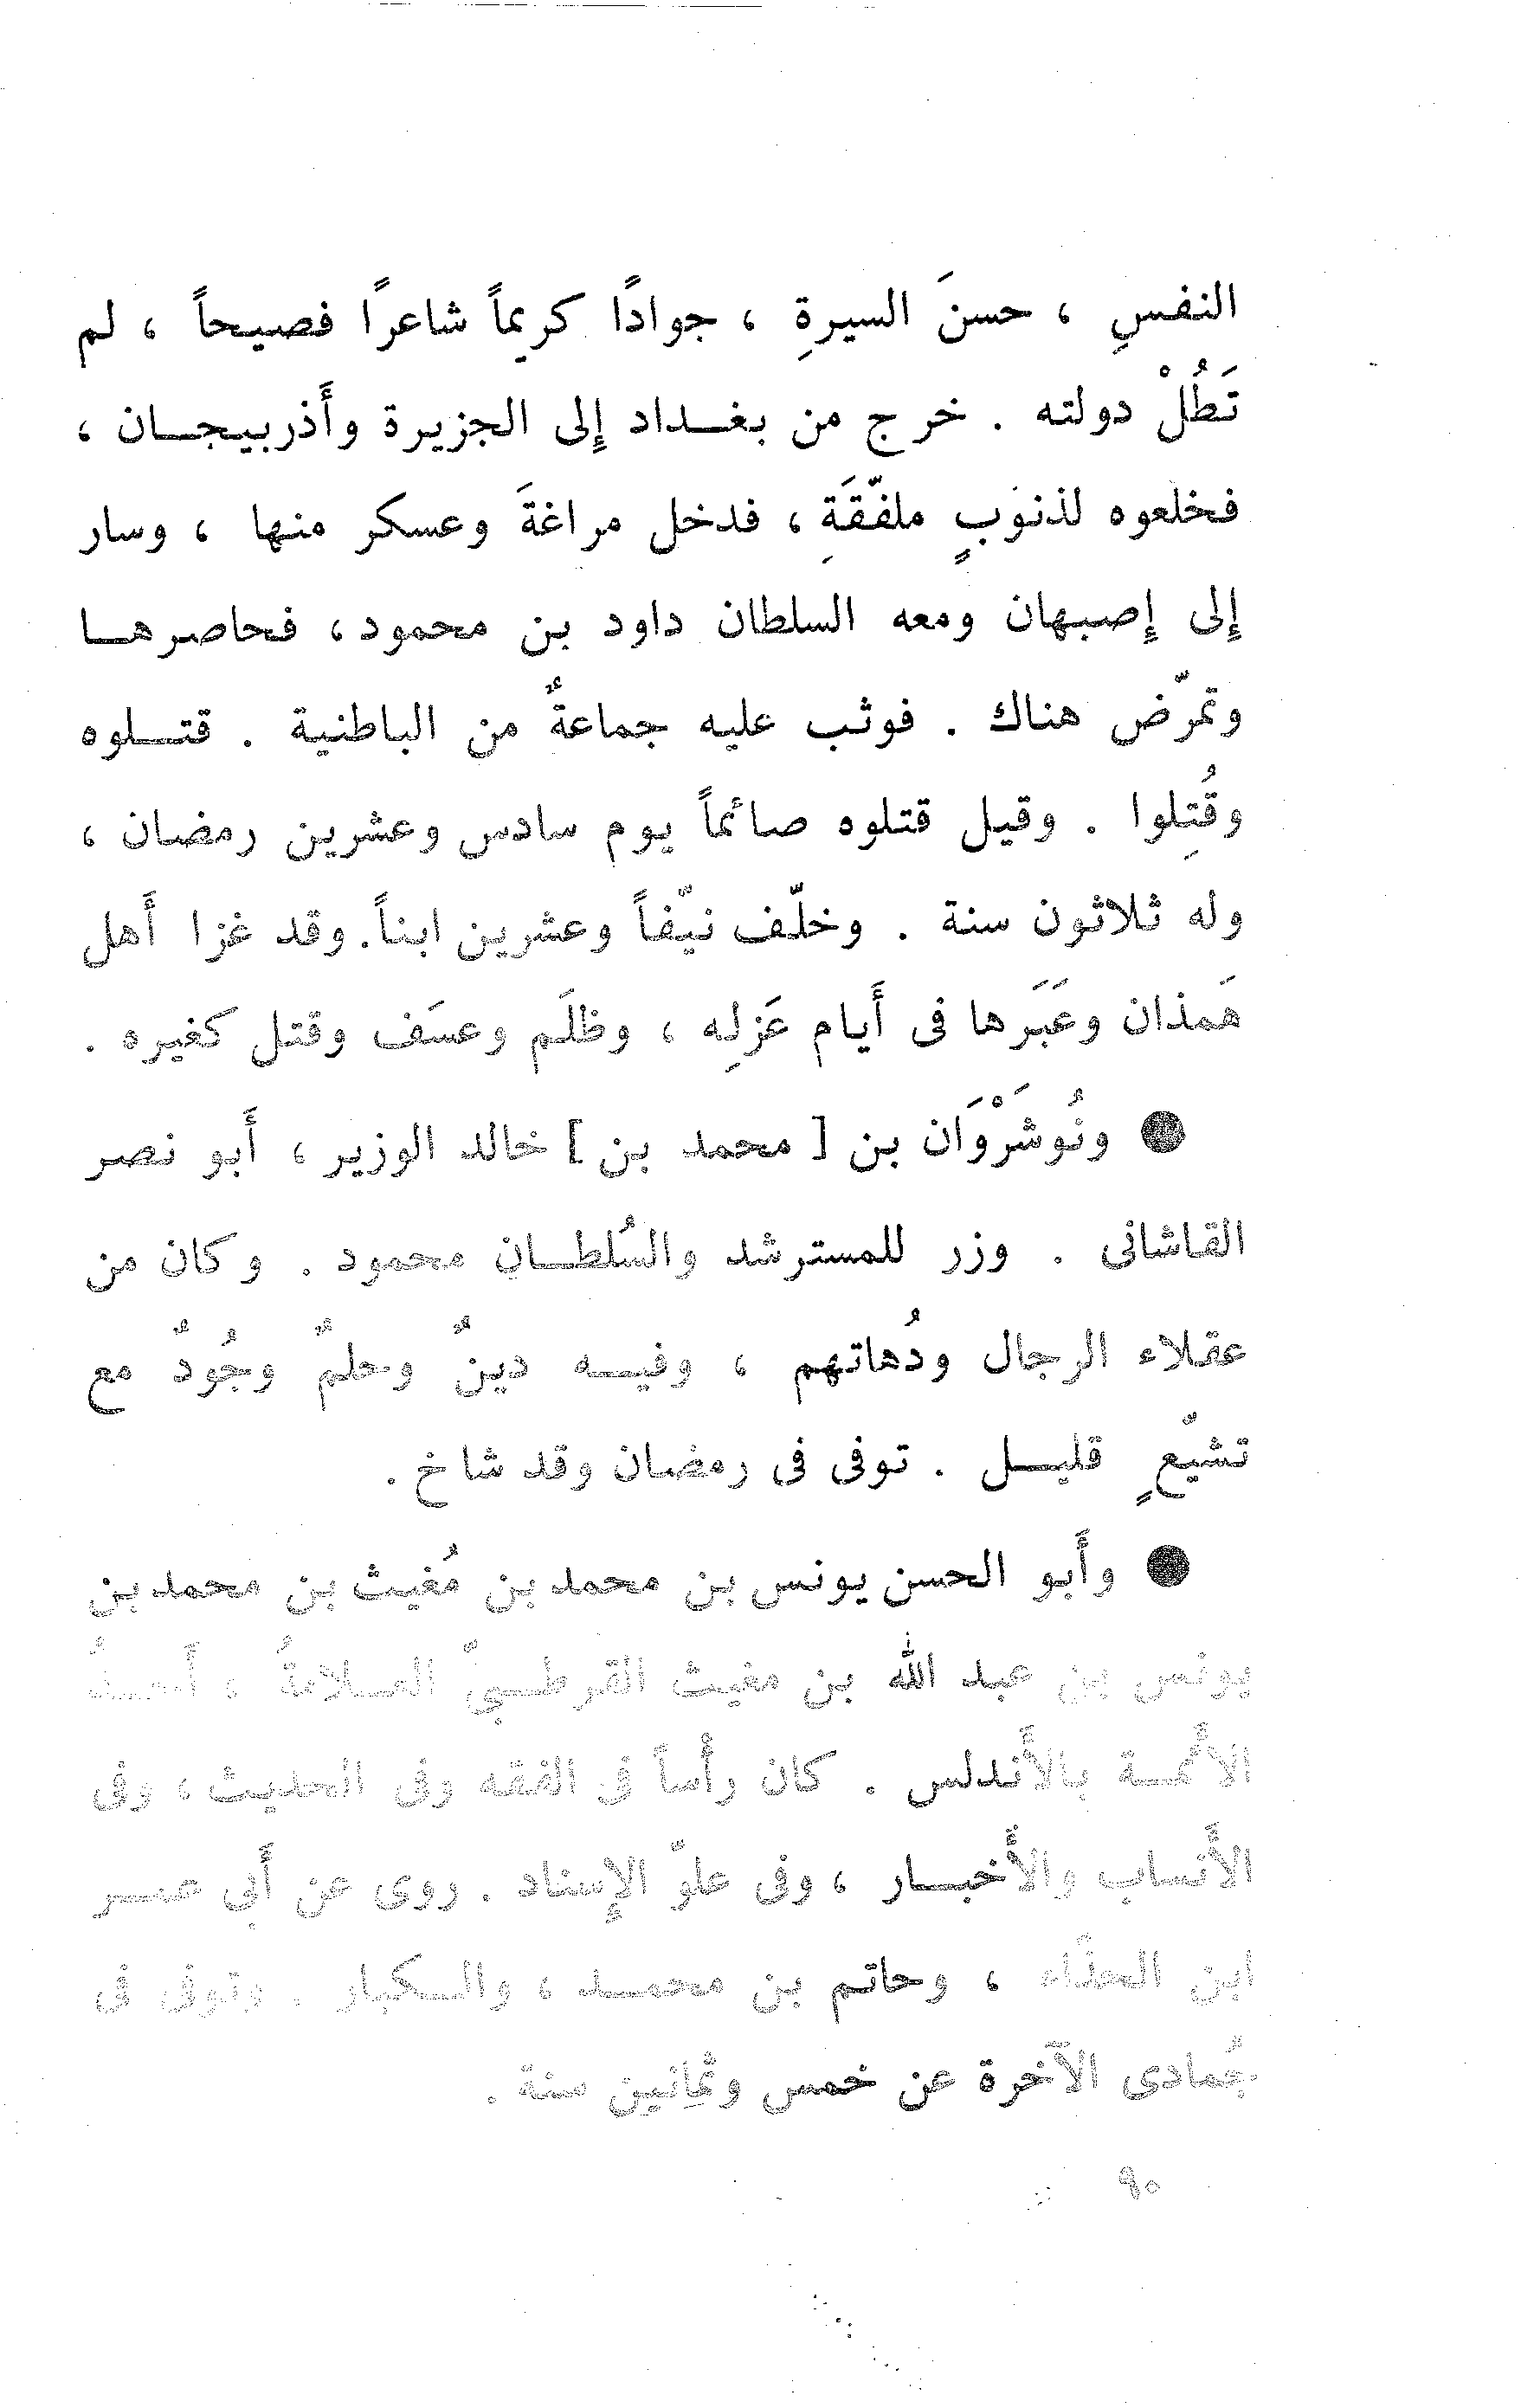 النفسِ ، حسنَ السيرةِ ، جوادًا كريماً شاعرًا فصيحاً ، لم
تَطُلْ دولته . خرج من بغداد إلى الجزيرة وأذربيجان ،
فخلعوه لذنوبٍ ملفّقَةِ ، فدخل مراغةَ وعسكر منها ، وسار
إلى إصبهان ومعه السلطان داود بن محمود ، فحاصرها
وتمرّض هناك . فوثب عليه جماعةٌ من الباطنية . قتلوه
وقُتِلوا . وقيل قتلوه صائماً يوم سادس وعشرين رمضان ،
وله ثلاثون سنة . وخلّف نيّفاً وعشرين ابناً . وقد غزا أهل
هَمذان وعَبَرها فى أيام عَزلِه ، وظلَم وعسَف وقتل كغيره .
● ونُوشَرْوَان بن [ محمد بن ] خالد الوزير ، أبو نصر
القاشانى . وزر للمسترشد والسُلطان محمود . وكان من
عقلاء الرجال ودُهاتهم ، وفيه دينٌ وحلمٌ وجُودٌ مع
تشيّعٍ قليل . توفى فى رمضان وقد شاخ .
● وأبو الحسن يونس بن محمد بن مُغيث بن محمد بن
يونس بن عبد الله بن مغيث القرطبىّ العلامةُ ، أحدُ
الأئمة بالأندلس . كان رأساً فى الفقه وفى الحديث ، وفى
الأنساب والأخبار ، وفى علوّ الإسناد . روى عن أبى عمر
ابن الحذّاء ، وحاتم بن محمد ، والكبار . وتوفى فى
جُمادى الآخرة عن خمس وثمانين سنة .
٩٠